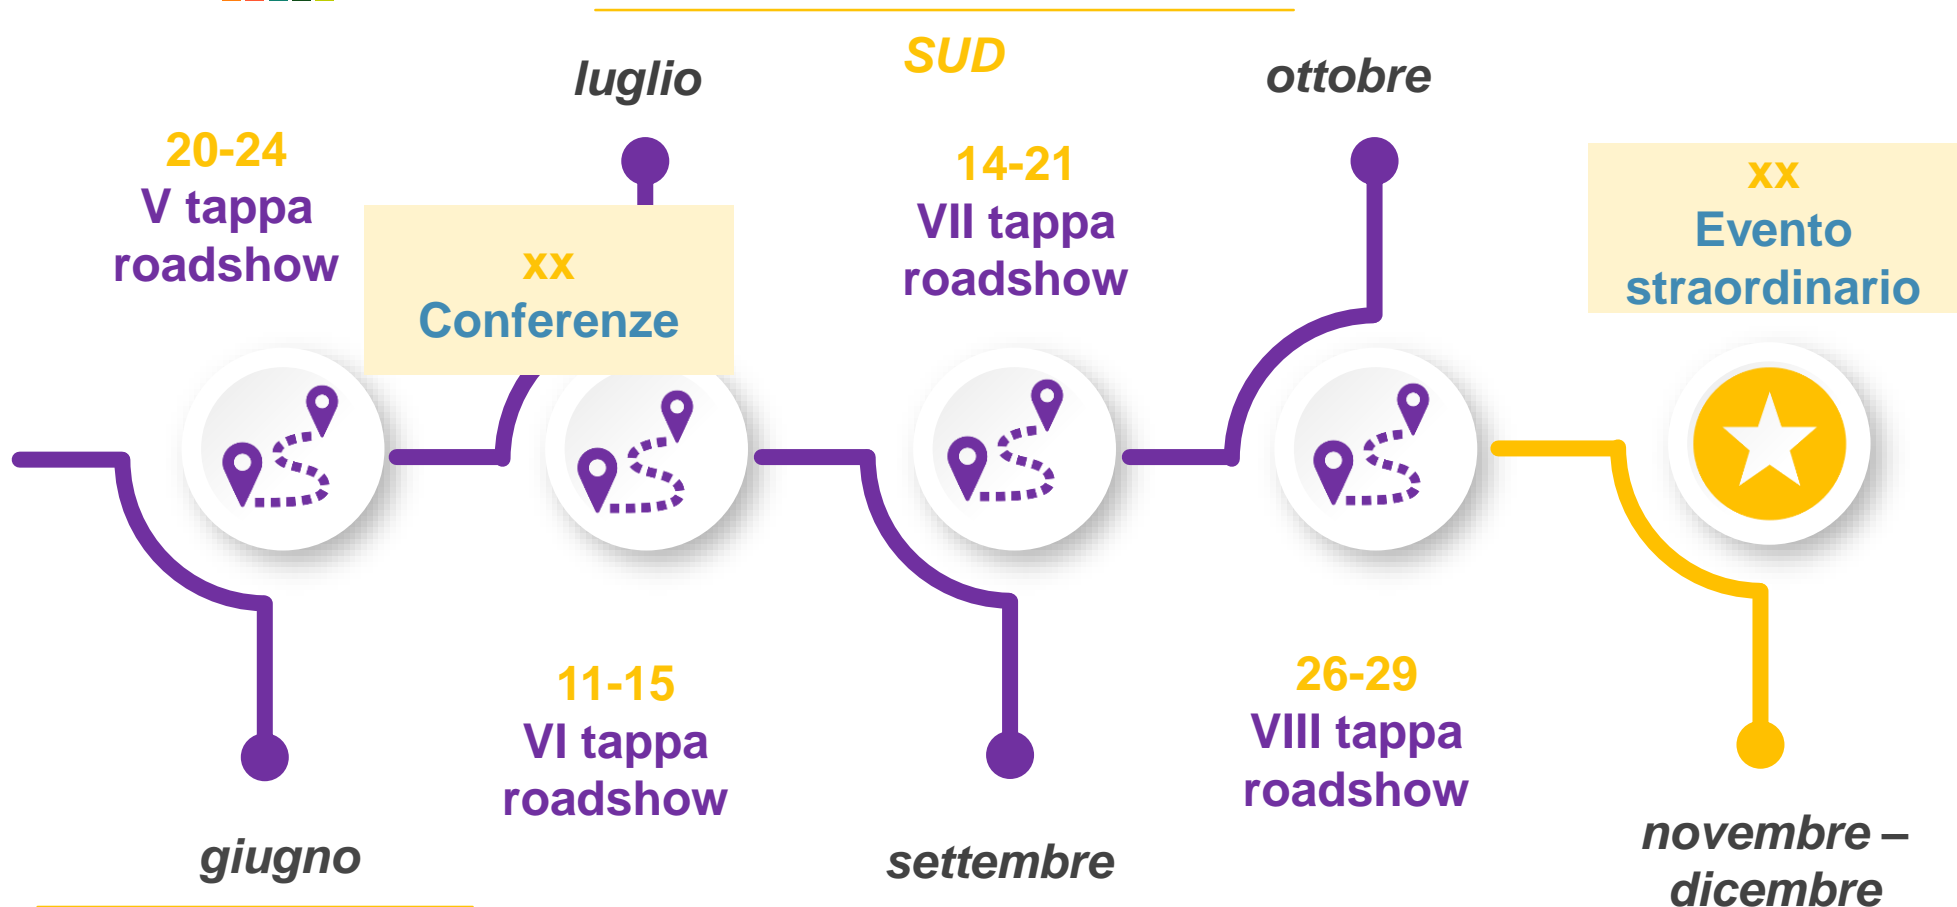 SUD
luglio
ottobre
20-24
V tappa
roadshow
xx
Conferenze
14-21
VII tappa
roadshow
xx
Evento
straordinario
11-15
VI tappa
roadshow
26-29
VIII tappa
roadshow
giugno
settembre
novembre –
dicembre